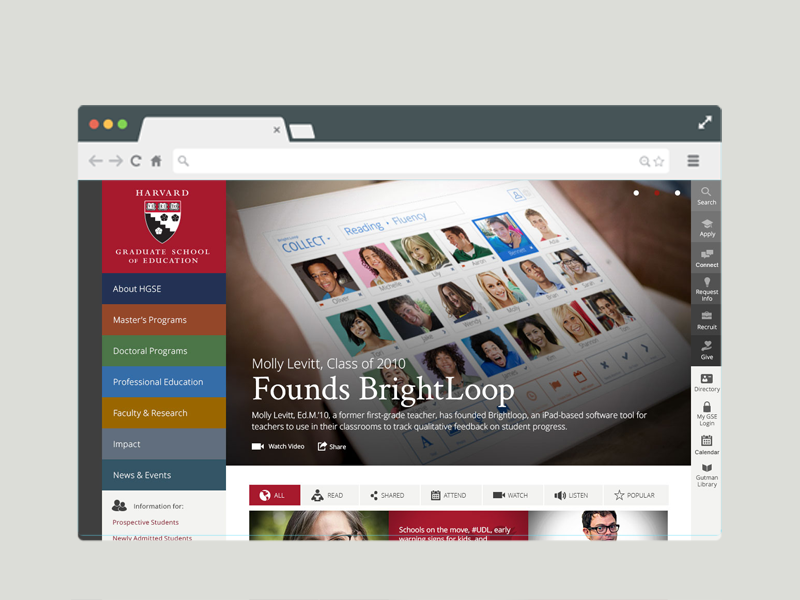 HARVARD
GRADUATE SCHOOL
OF EDUCATION
About HGSE
Master's Programs
Doctoral Programs
Professional Education
Faculty & Research
Impact
News & Events
Information for:
Prospective Students
Newly Admitted Students
COLLECT
Reading • Fluency
Oliver
Michelle
Lily
Aaron
Molly Levitt, Class of 2010
Founds BrightLoop
Molly Levitt, Ed.M.'10, a former first-grade teacher, has founded Brightloop, an iPad-based software tool for
teachers to use in their classrooms to track qualitative feedback on student progress.
Watch Video
Share
ALL
READ
SHARED
ATTEND
WATCH
LISTEN
POPULAR
Schools on the move, #UDL, early
warning signs for kids, and
Search
Apply
Connect
Request
Info
Recruit
Give
Directory
My GSE
Login
Calendar
Gutman
Library